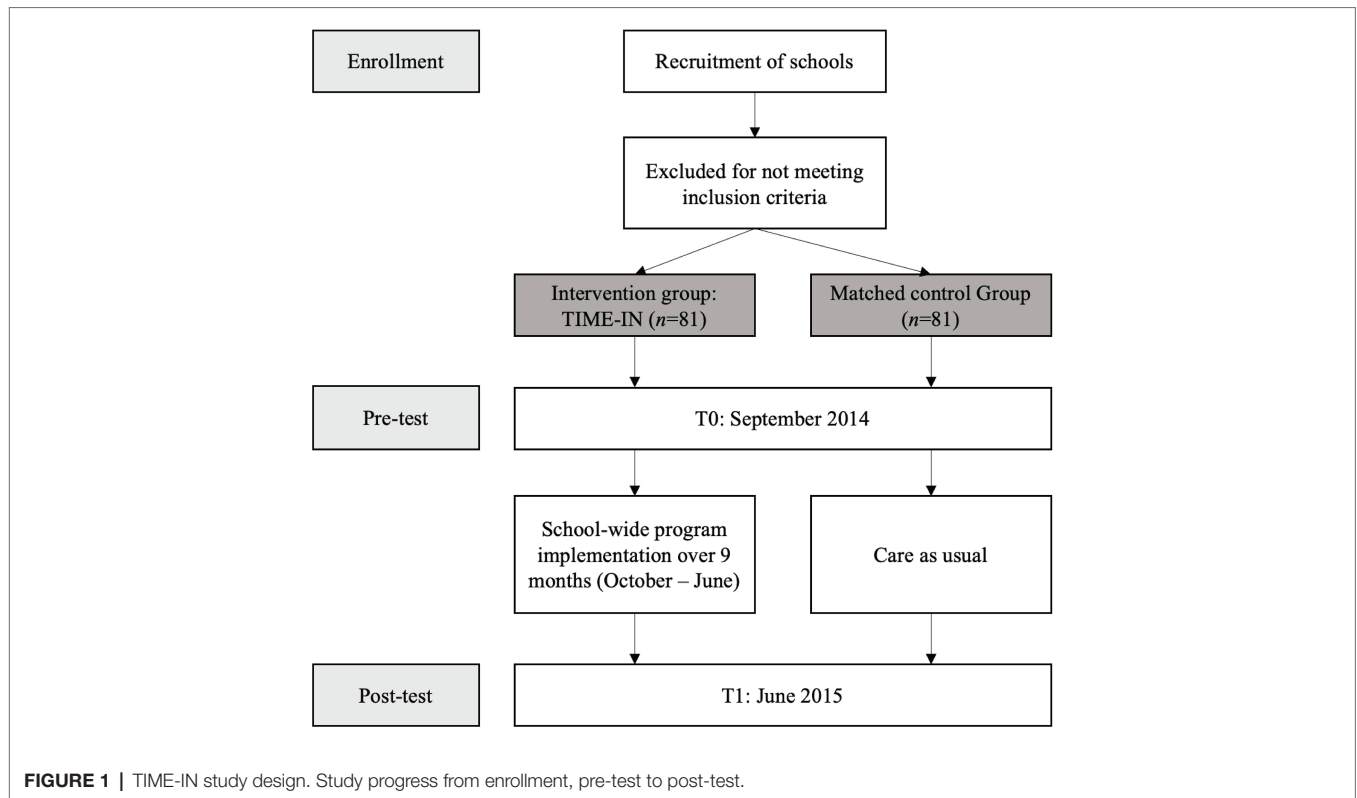 Enrollment
Recruitment of schools
Excluded for not meeting
inclusion criteria
Intervention group:
TIME-IN (n=81)
Matched control Group
(n=81)
Pre-test
T0: September 2014
School-wide program
implementation over 9
months (October – June)
Care as usual
Post-test
T1: June 2015
FIGURE 1 | TIME-IN study design. Study progress from enrollment, pre-test to post-test.